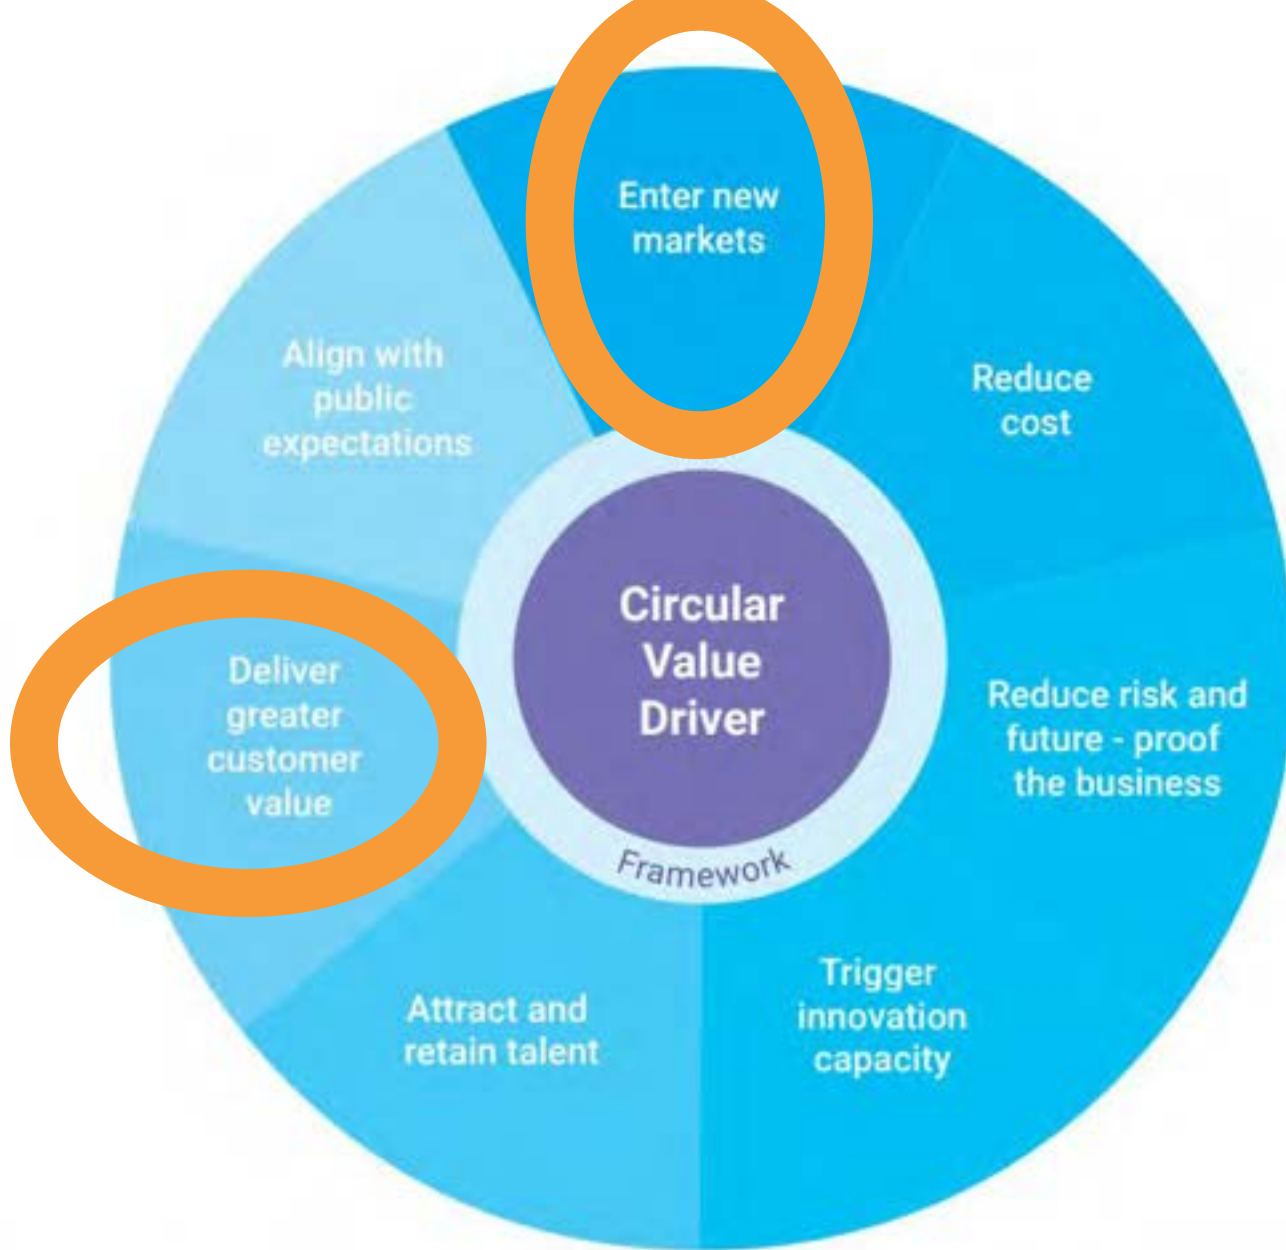 Enter new
markets
Reduce
cost
Reduce risk and
future - proof
the business
Trigger
innovation
capacity
Attract and
retain talent
Deliver
greater
customer
value
Align with
public
expectations
Circular
Value
Driver
Framework